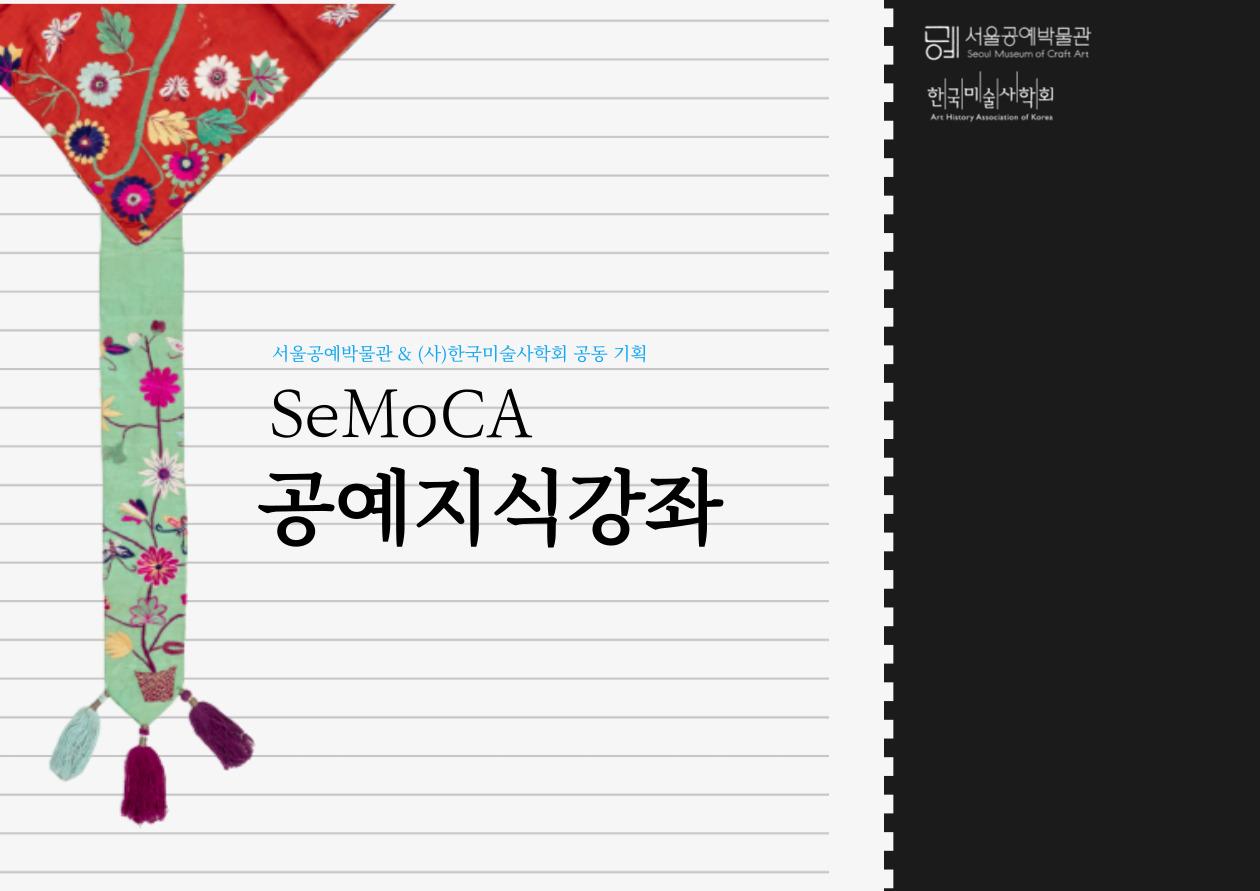 서울공예박물관
Seoul Museum of Craft Art
한국미술사학회
Art History Association of Korea
서울공예박물관 & (사)한국미술사학회 공동 기획
SeMoCA
공예지식강좌